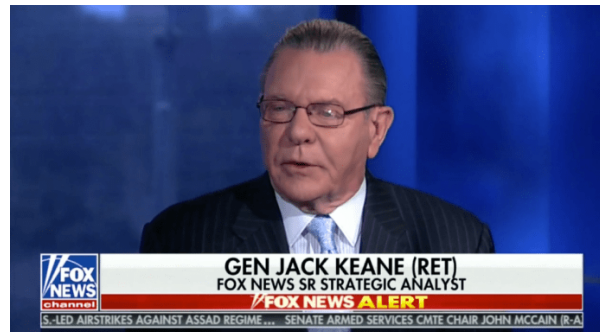 GEN JACK KEANE (RET)
FOX NEWS SR STRATEGIC ANALYST
FOX NEWS ALERT
FOX
NEWS
channel
S.-LED AIRSTRIKES AGAINST ASSAD REGIME... SENATE ARMED SERVICES CMTE CHAIR JOHN MCCAIN (R-A